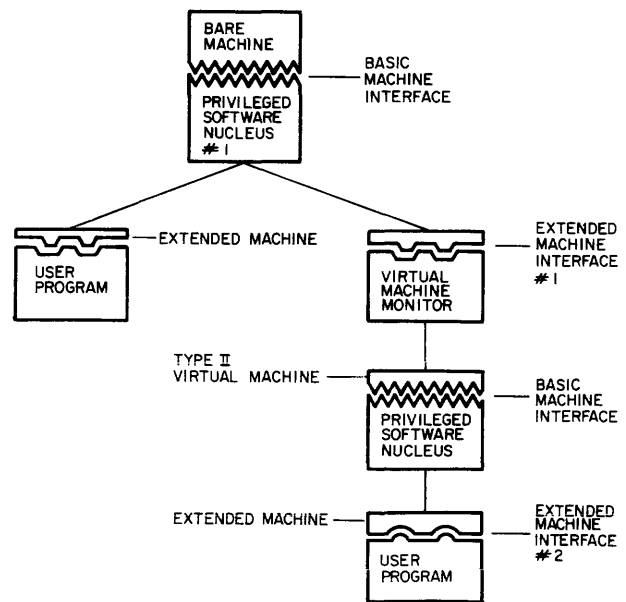 BARE
MACHINE
BASIC
MACHINE
INTERFACE
PRIVILEGED
SOFTWARE
NUCLEUS
# 1
EXTENDED MACHINE
USER
PROGRAM
EXTENDED
MACHINE
INTERFACE
# 1
VIRTUAL
MACHINE
MONITOR
TYPE II
VIRTUAL MACHINE
BASIC
MACHINE
INTERFACE
PRIVILEGED
SOFTWARE
NUCLEUS
EXTENDED MACHINE
EXTENDED
MACHINE
INTERFACE
#2
USER
PROGRAM